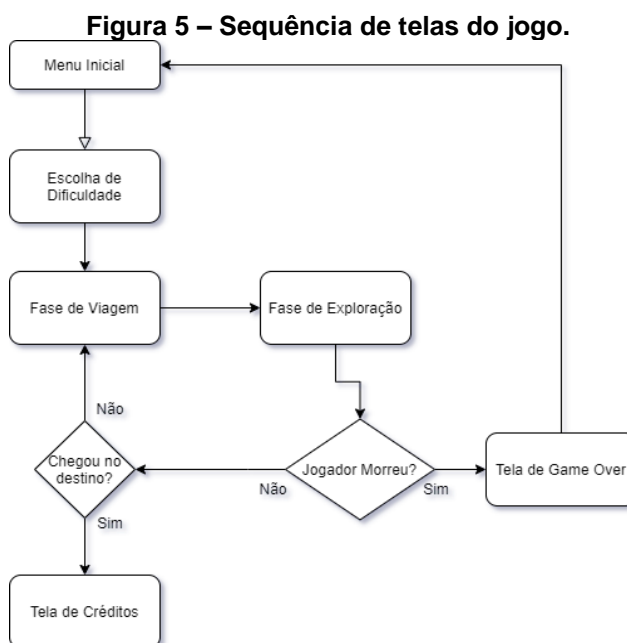 Figura 5 – Sequência de telas do jogo.
Menu Inicial
Escolha de
Dificuldade
Fase de Viagem
Fase de Exploração
Não
Chegou no
destino?
Jogador Morreu?
Tela de Game Over
Não
Sim
Sim
Tela de Créditos